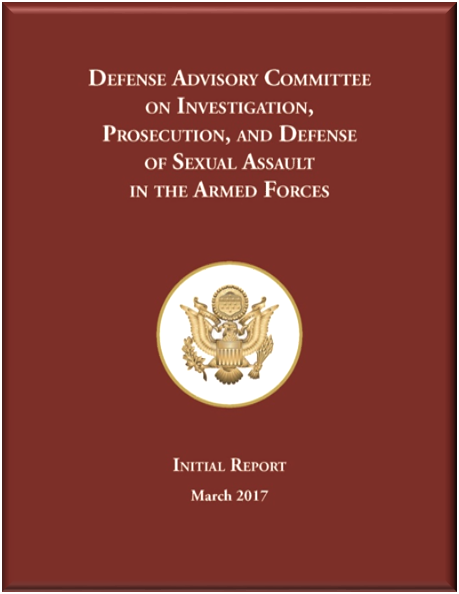 DEFENSE ADVISORY COMMITTEE
ON INVESTIGATION,
PROSECUTION, AND DEFENSE
OF SEXUAL ASSAULT
IN THE ARMED FORCES
INITIAL REPORT
March 2017